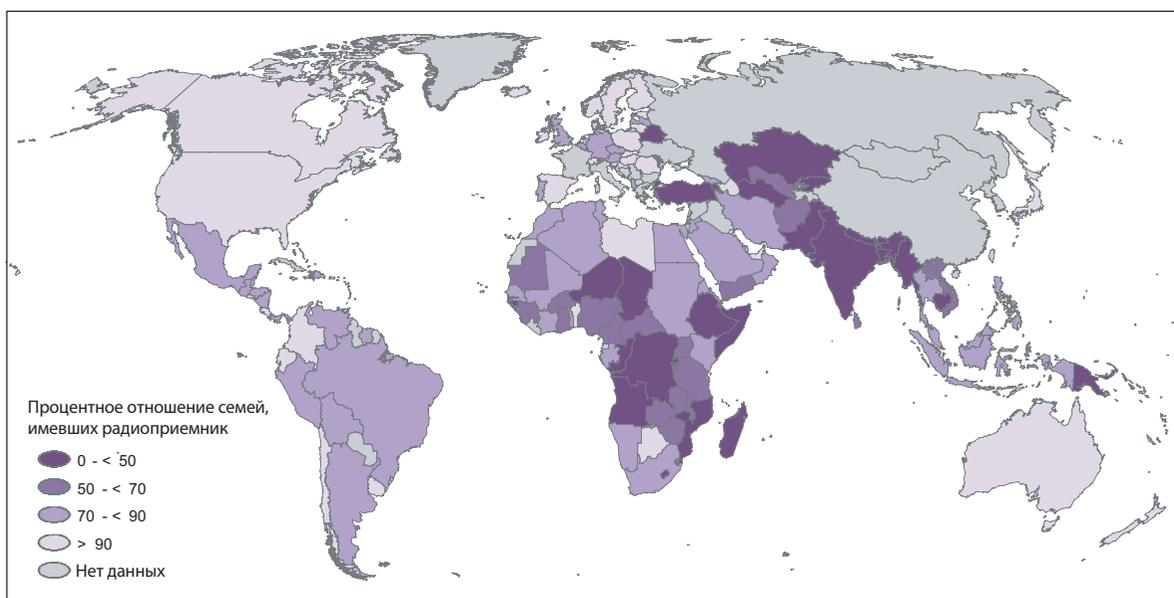 Процентное отношение семей,
имевших радиоприемник
0 - < 50
50 - < 70
70 - < 90
> 90
Нет данных